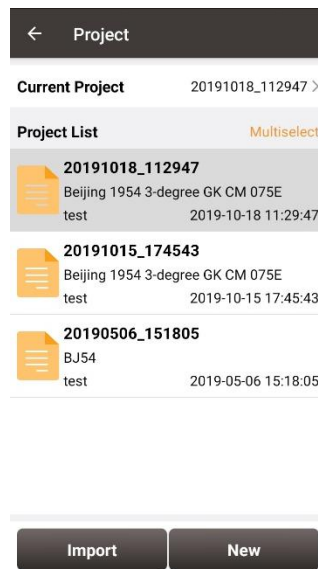 Project
Current Project 20191018_112947
Project List Multiselect
20191018_112947
Beijing 1954 3-degree GK CM 075E
test 2019-10-18 11:29:47
20191015_174543
Beijing 1954 3-degree GK CM 075E
test 2019-10-15 17:45:43
20190506_151805
BJ54
test 2019-05-06 15:18:05
Import New